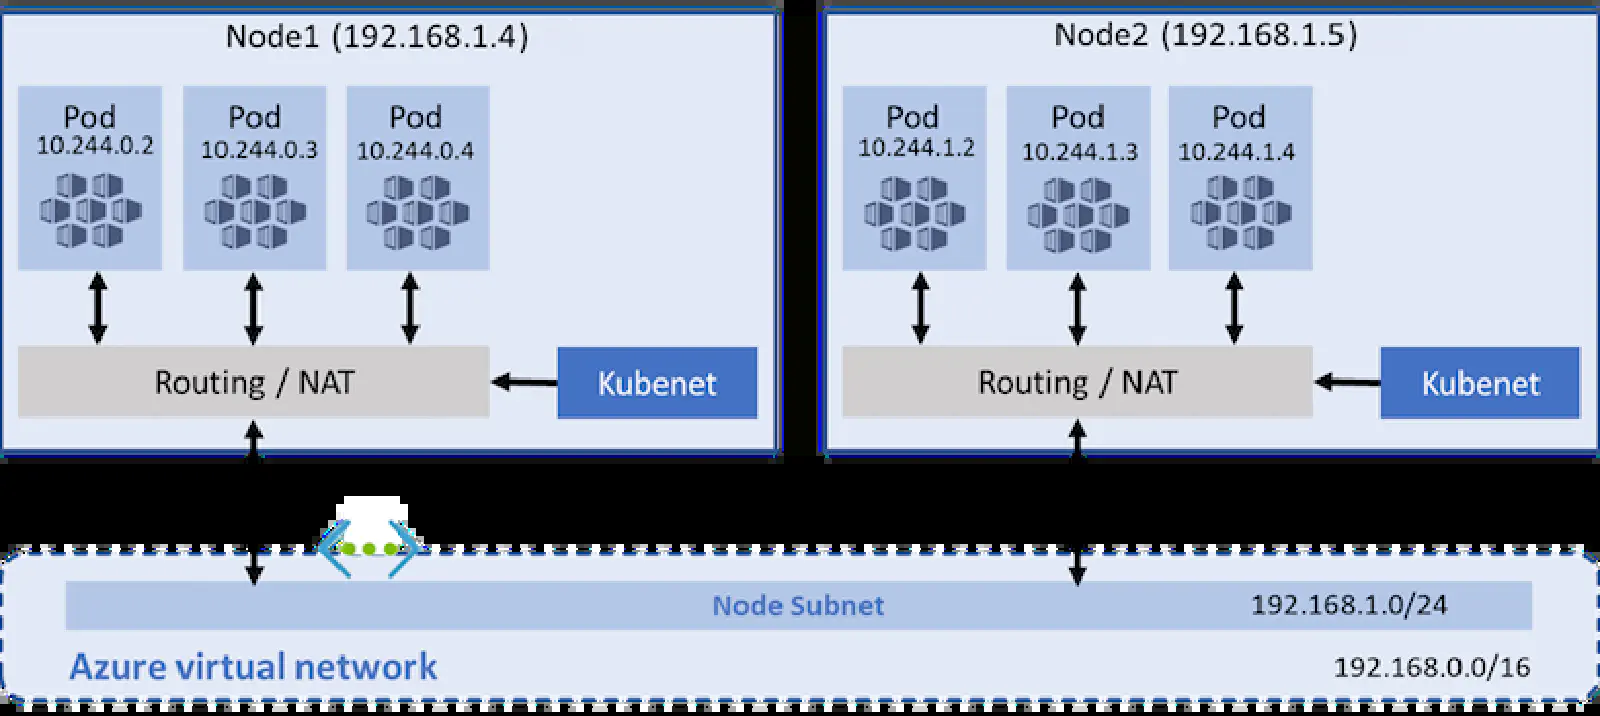 Node1 (192.168.1.4)
Pod
10.244.0.2
Pod
10.244.0.3
Pod
10.244.0.4
Routing / NAT
Kubenet
Node2 (192.168.1.5)
Pod
10.244.1.2
Pod
10.244.1.3
Pod
10.244.1.4
Routing / NAT
Kubenet
Node Subnet
192.168.1.0/24
Azure virtual network
192.168.0.0/16